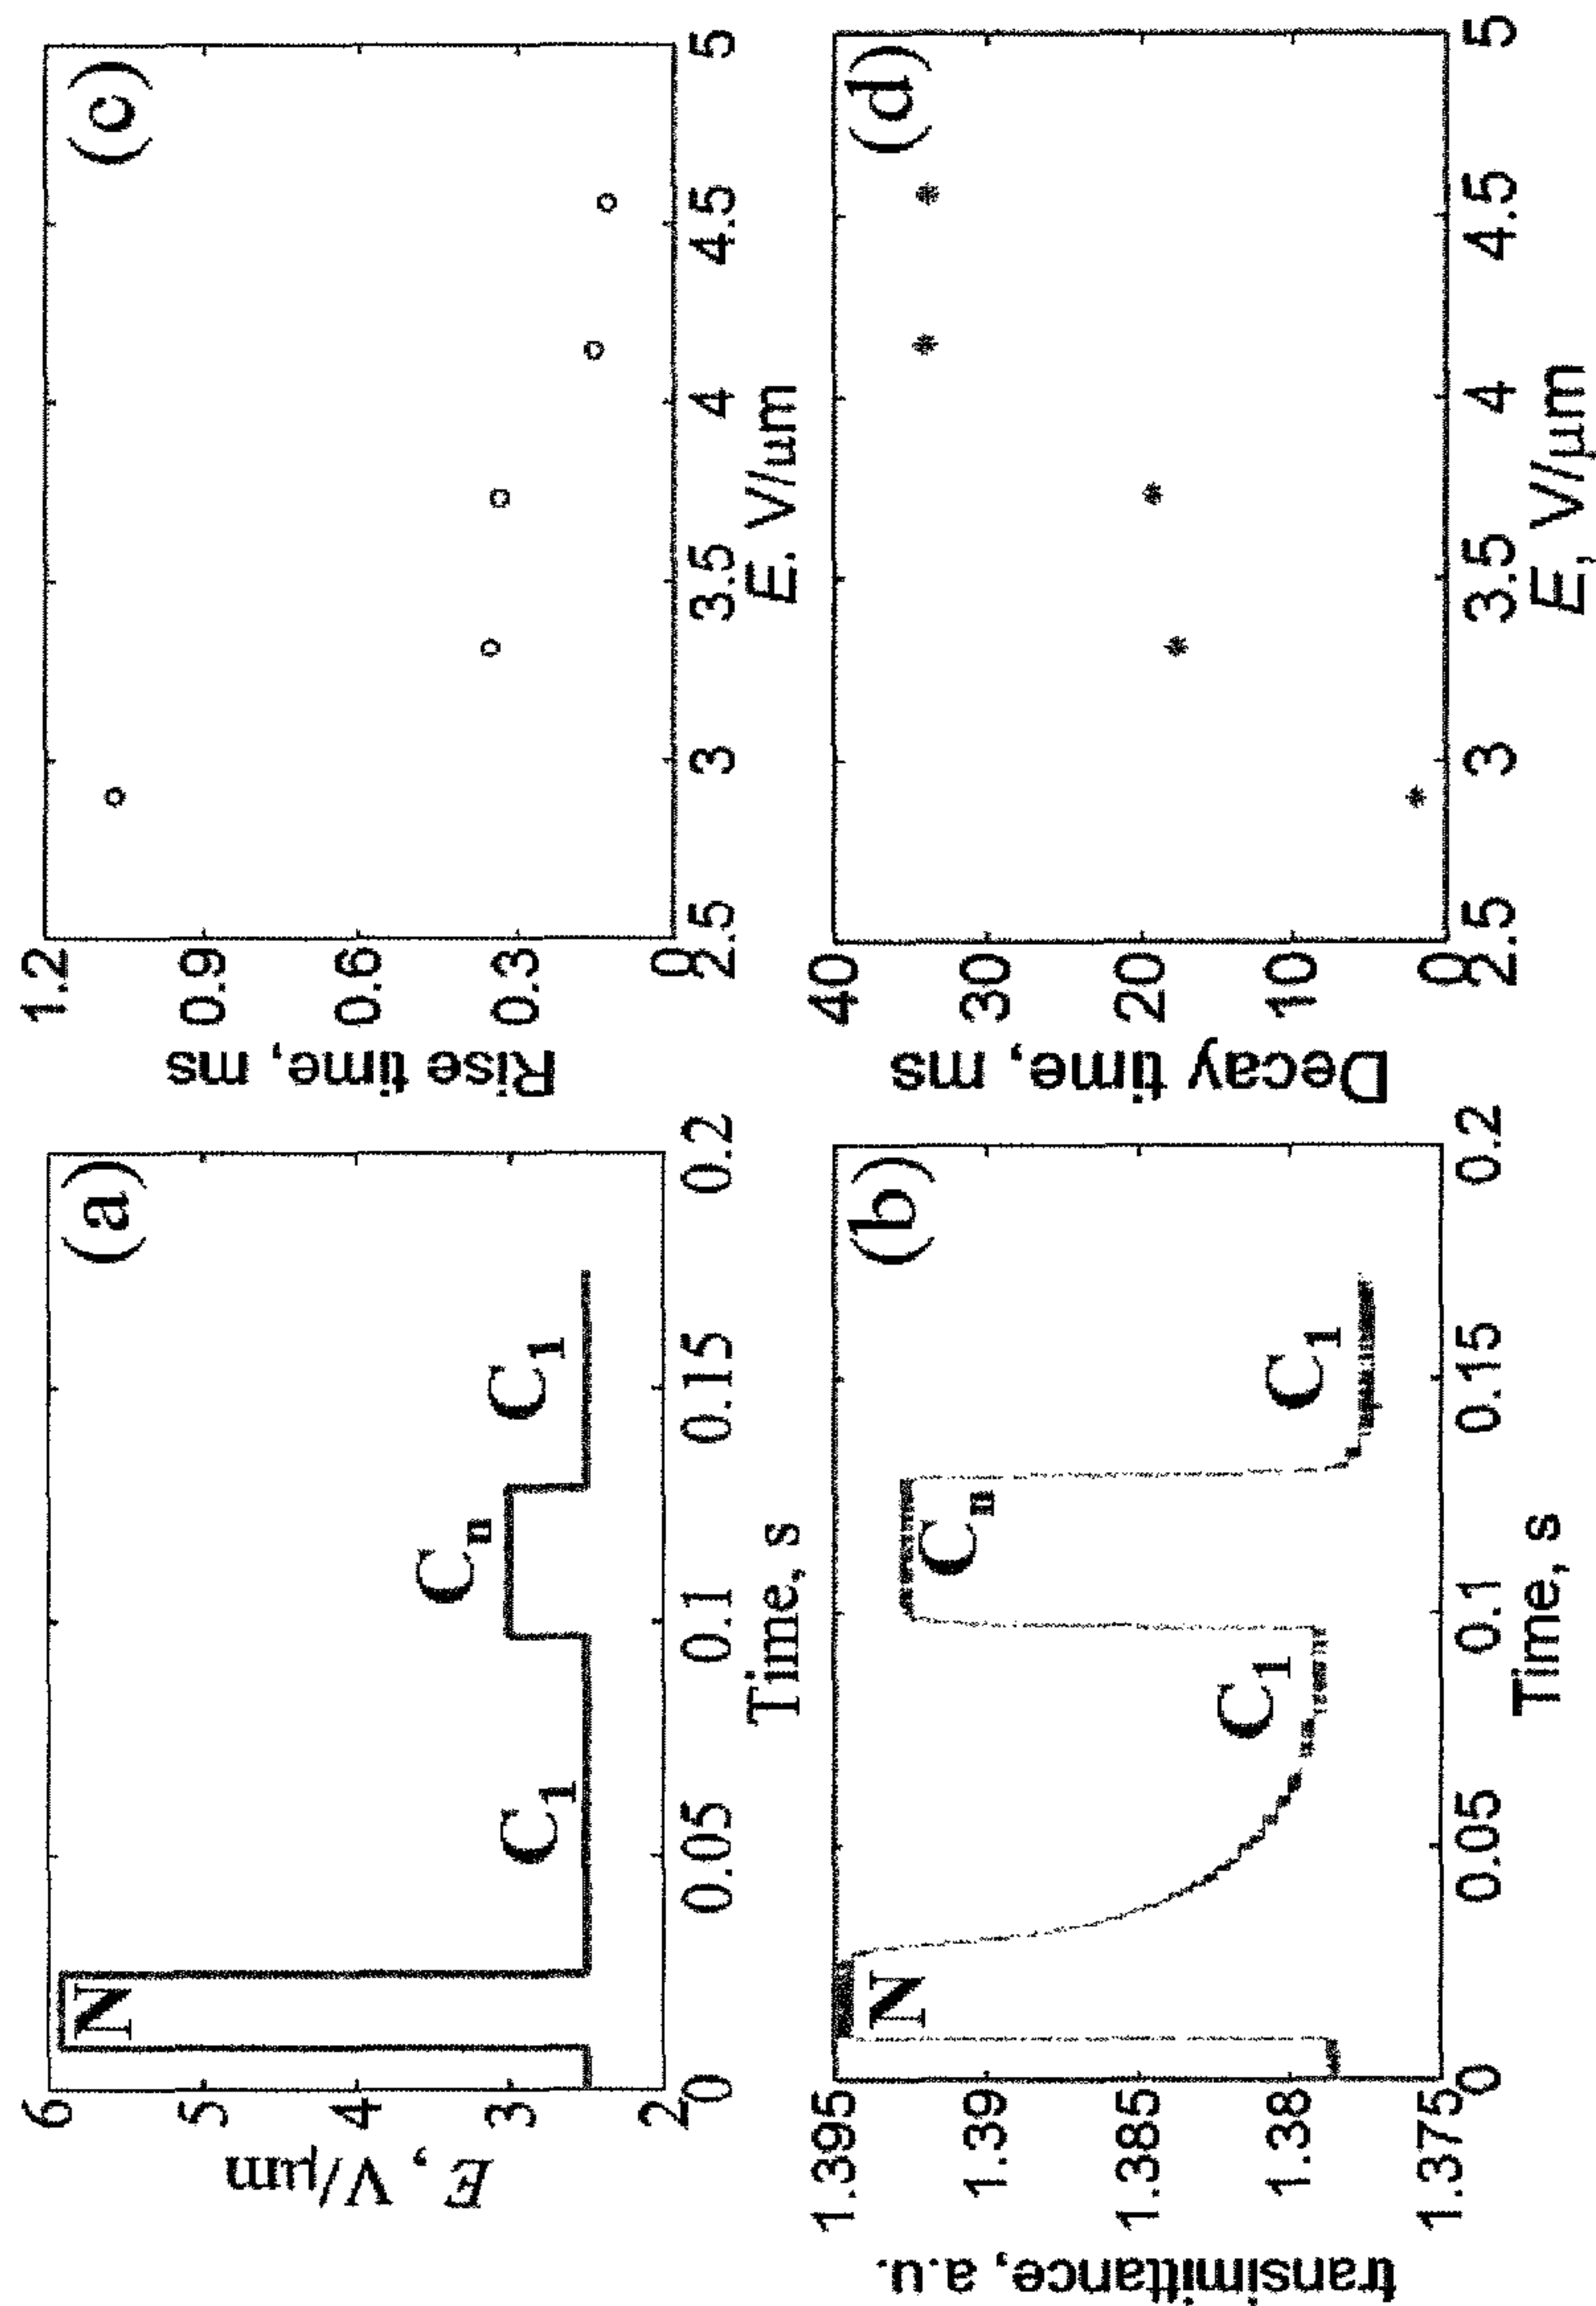 (a)
6
5
4
3
2
E, V/μm
N
C1
Cn
C1
0
0.05
0.1
0.15
0.2
Time, s
(c)
1.2
0.9
0.6
0.3
0
Rise time, ms
2.5
3
3.5
4
4.5
5
E. V/μm
(b)
1.395
1.39
1.385
1.38
1.375
transimittance, a.u.
N
C1
Cn
C1
0
0.05
0.1
0.15
0.2
Time, s
(d)
40
30
20
10
0
Decay time, ms
2.5
3
3.5
4
4.5
5
E, V/μm